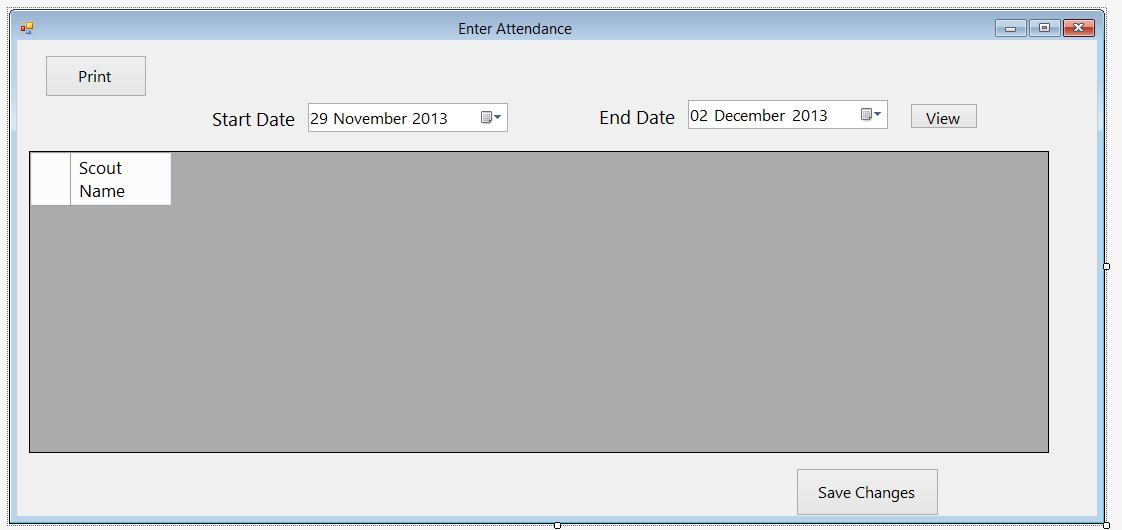 Enter Attendance
Print
Start Date 29 November 2013 End Date 02 December 2013 View
Scout
Name
Save Changes